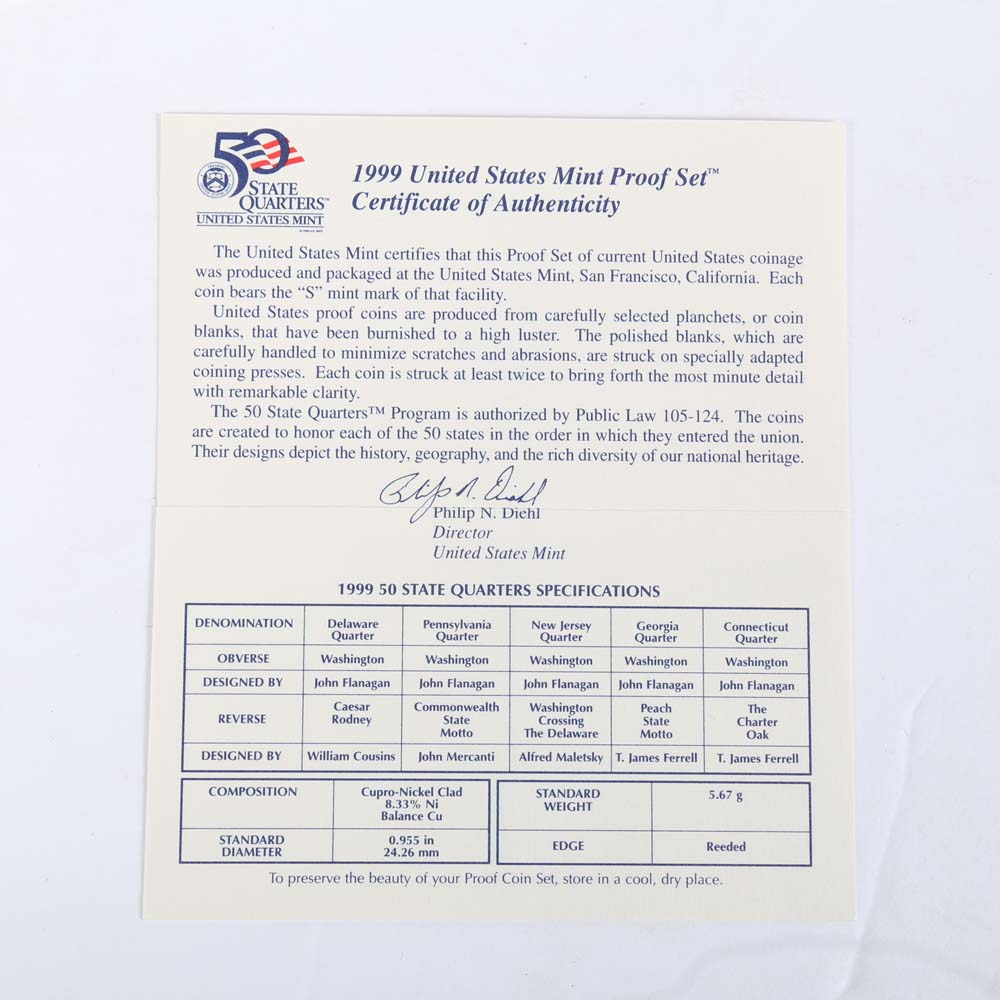 50
STATE
QUARTERS™
UNITED STATES MINT
1999 United States Mint Proof Set™
Certificate of Authenticity
The United States Mint certifies that this Proof Set of current United States coinage
was produced and packaged at the United States Mint, San Francisco, California. Each
coin bears the “S” mint mark of that facility.
United States proof coins are produced from carefully selected planchets, or coin
blanks, that have been burnished to a high luster. The polished blanks, which are
carefully handled to minimize scratches and abrasions, are struck on specially adapted
coining presses. Each coin is struck at least twice to bring forth the most minute detail
with remarkable clarity.
The 50 State Quarters™ Program is authorized by Public Law 105-124. The coins
are created to honor each of the 50 states in the order in which they entered the union.
Their designs depict the history, geography, and the rich diversity of our national heritage.
Philip N. Diehl
Philip N. Diehl
Director
United States Mint
1999 50 STATE QUARTERS SPECIFICATIONS
DENOMINATION Delaware Pennsylvania New Jersey Georgia Connecticut
Quarter Quarter Quarter Quarter Quarter
OBVERSE Washington Washington Washington Washington Washington
DESIGNED BY John Flanagan John Flanagan John Flanagan John Flanagan John Flanagan
Caesar Commonwealth Washington Peach The
REVERSE Rodney State Crossing State Charter
Motto The Delaware Motto Oak
DESIGNED BY William Cousins John Mercanti Alfred Maletsky T. James Ferrell T. James Ferrell
COMPOSITION Cupro-Nickel Clad STANDARD 5.67 g
8.33% Ni WEIGHT
Balance Cu
STANDARD 0.955 in EDGE Reeded
DIAMETER 24.26 mm
To preserve the beauty of your Proof Coin Set, store in a cool, dry place.